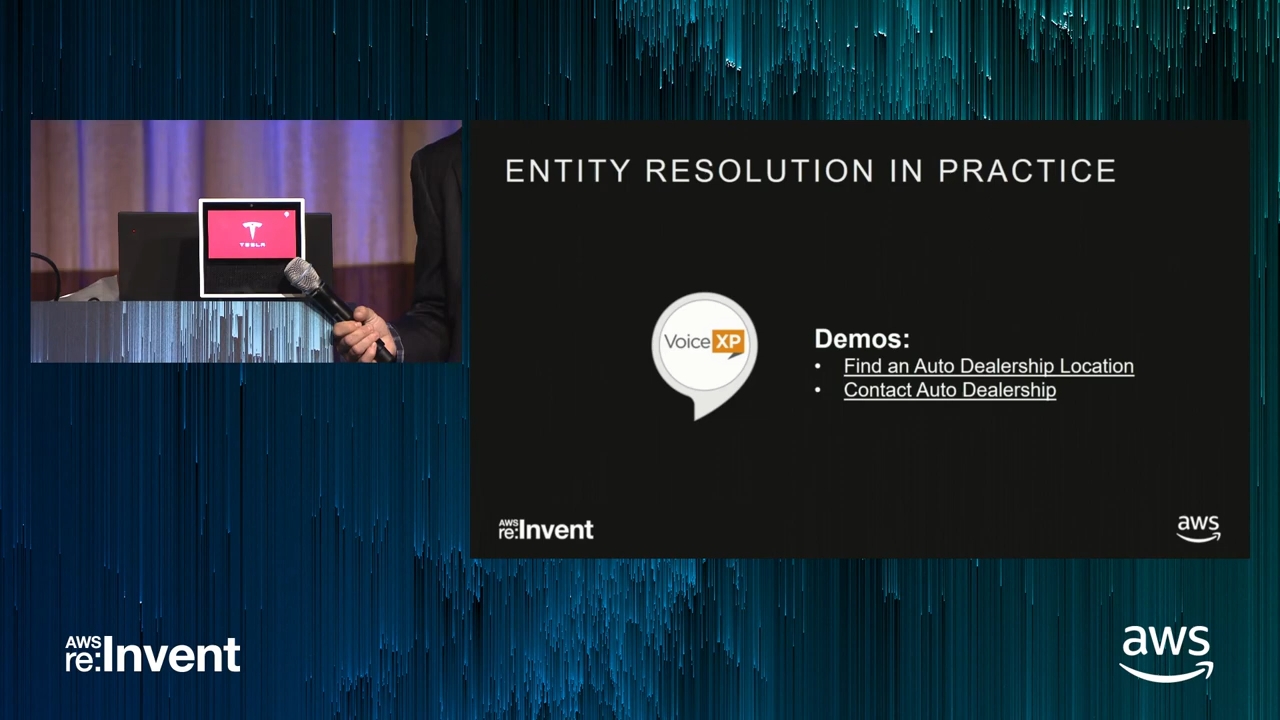 TESLA
ENTITY RESOLUTION IN PRACTICE
VoiceXP
Demos:
• Find an Auto Dealership Location
• Contact Auto Dealership
AWS
re:Invent
aws
AWS
re:Invent
aws